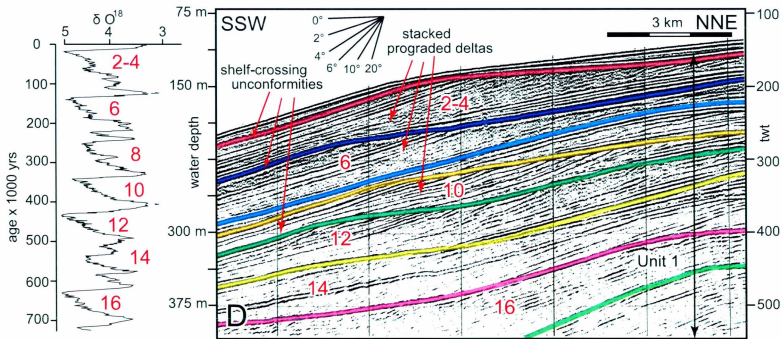 δ O18
5 4 3
0
100
200
300
400
500
600
700
age x 1000 yrs
2-4
6
8
10
12
14
16
75 m
150 m
300 m
375 m
water depth
SSW
0°
2°
4°
6° 10° 20°
3 km
NNE
shelf-crossing
unconformities
stacked
prograded deltas
2-4
6
10
12
14
16
Unit 1
D
100
200
300
400
500
twt